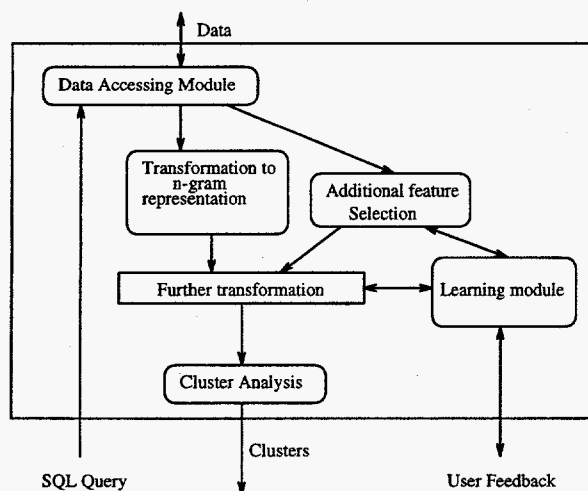 Data
Data Accessing Module
Transformation to
n-gram
representation
Additional feature
Selection
Further transformation
Learning module
Cluster Analysis
Clusters
SQL Query
User Feedback